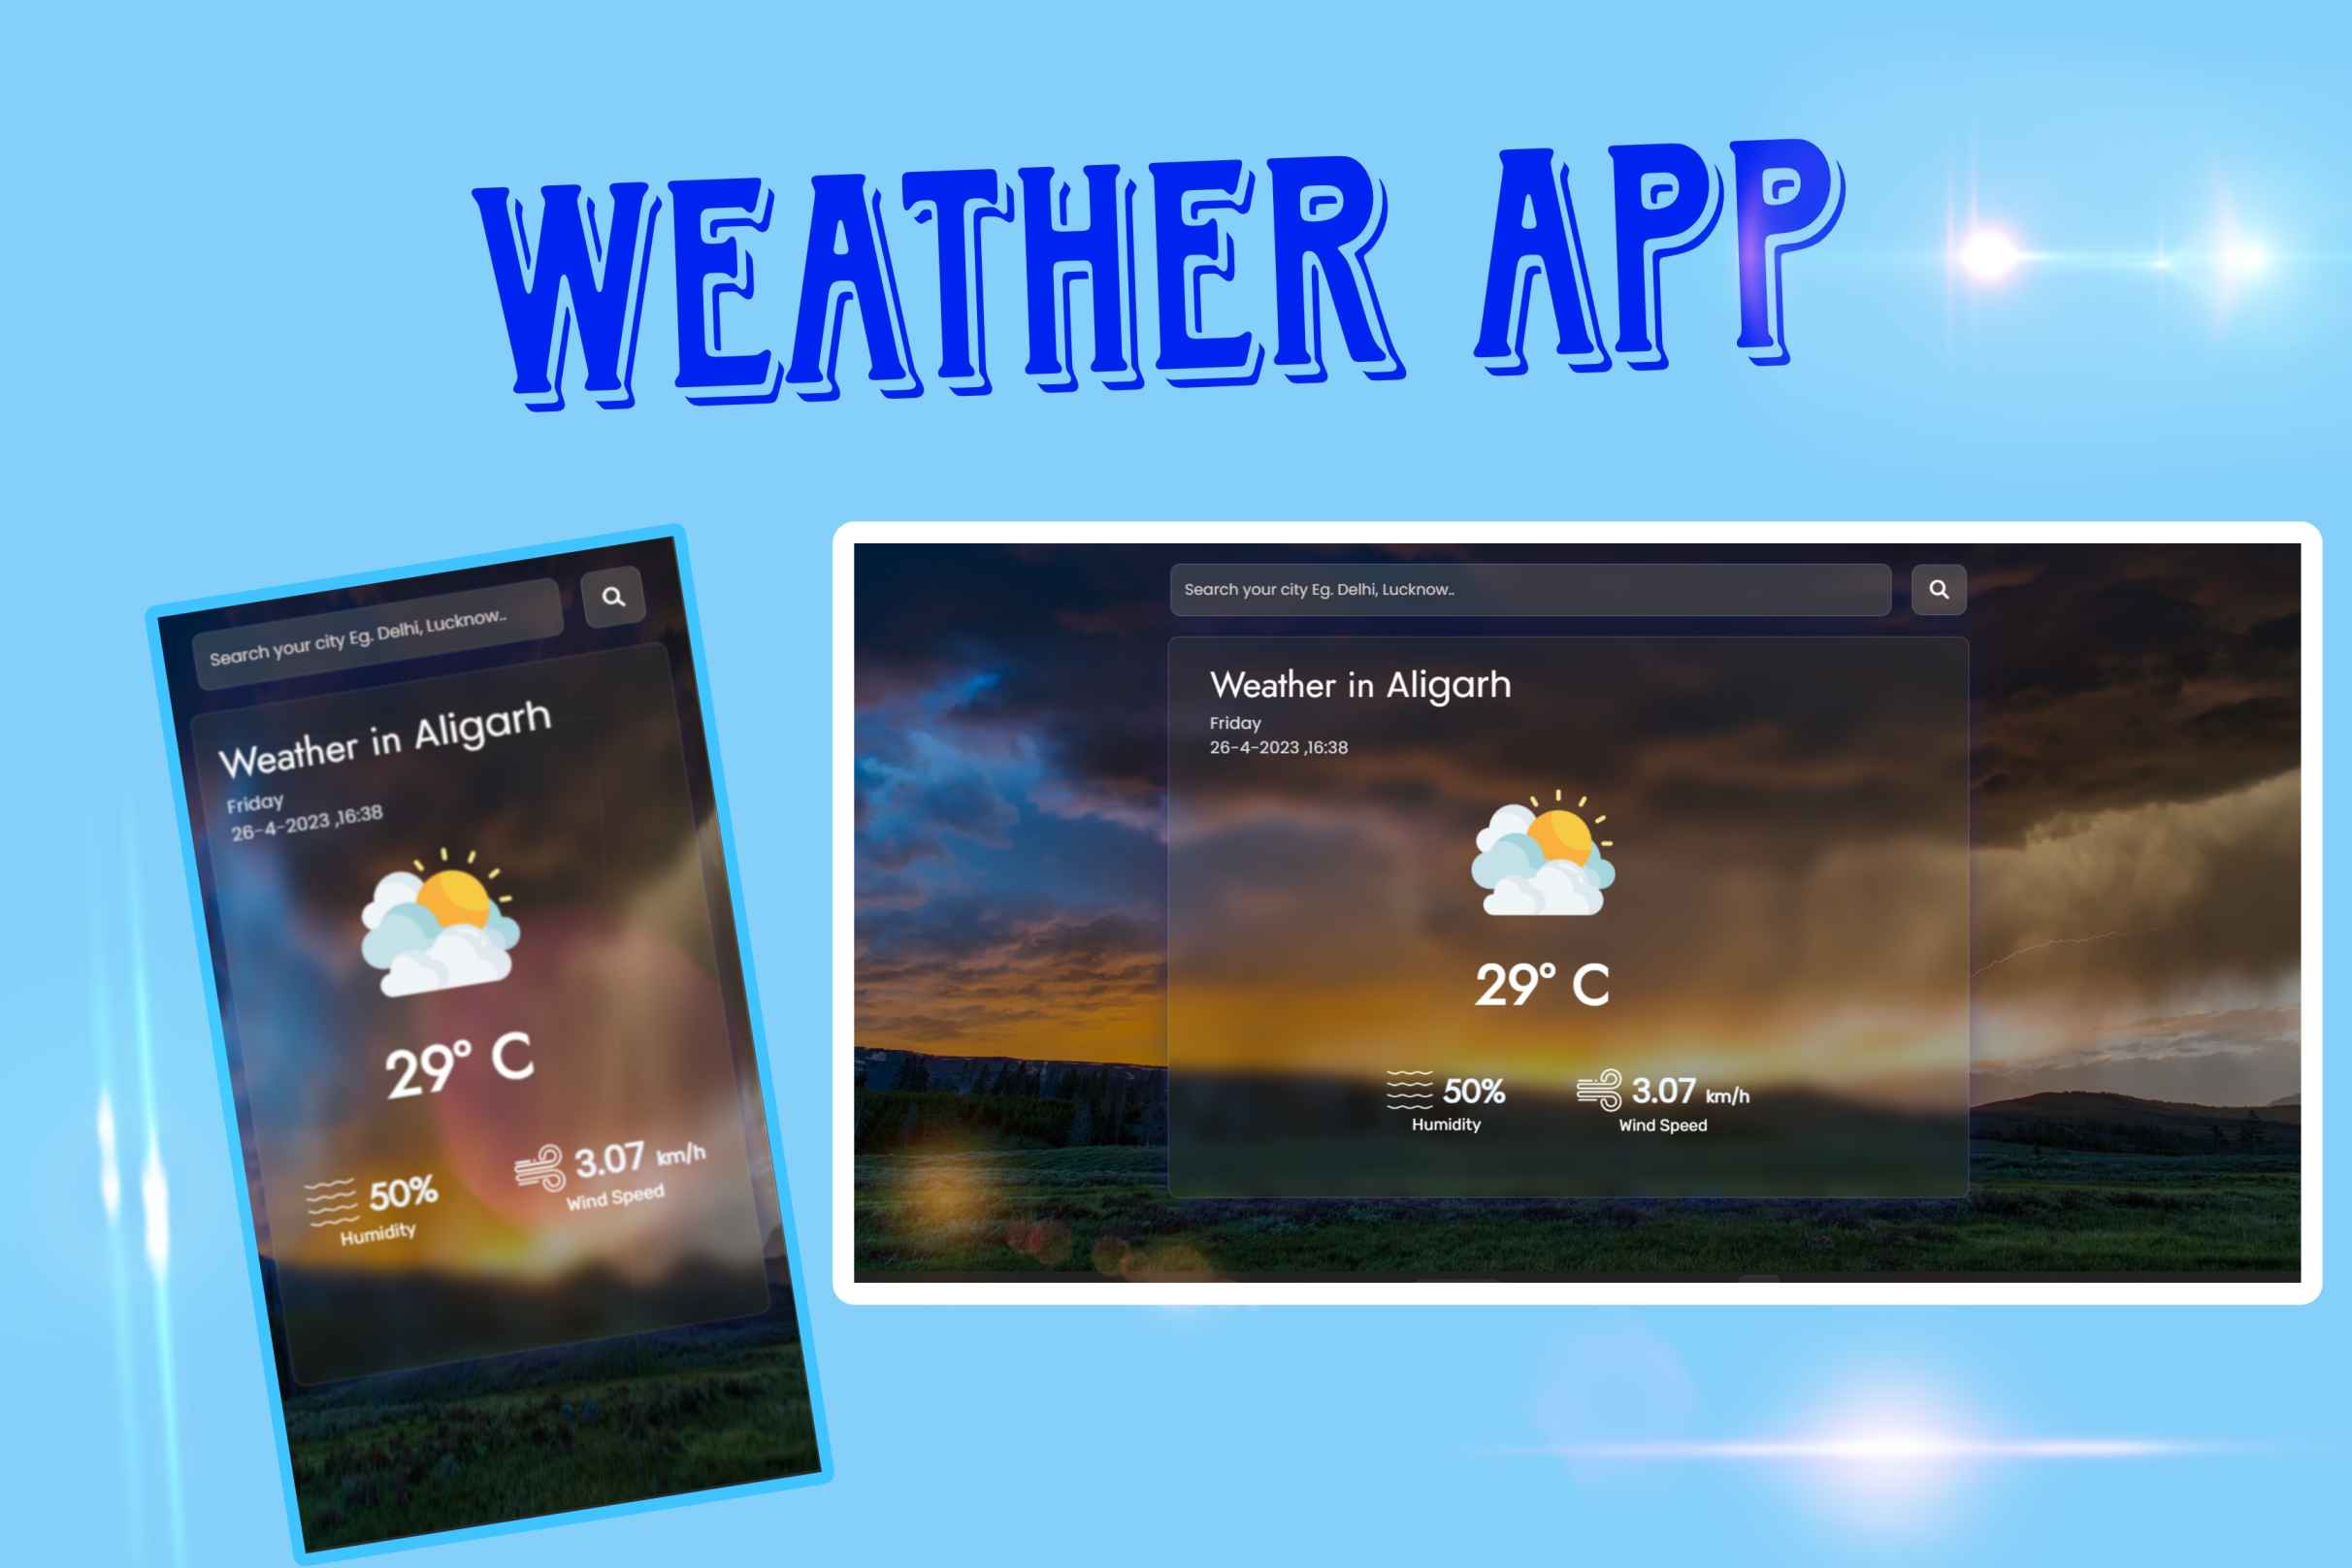 WEATHER APP
Search your city Eg. Delhi, Lucknow..
Weather in Aligarh
Friday
26-4-2023 ,16:38
29° C
50%
Humidity
3.07 km/h
Wind Speed
Search your city Eg. Delhi, Lucknow..
Weather in Aligarh
Friday
26-4-2023 ,16:38
29° C
50%
Humidity
3.07 km/h
Wind Speed